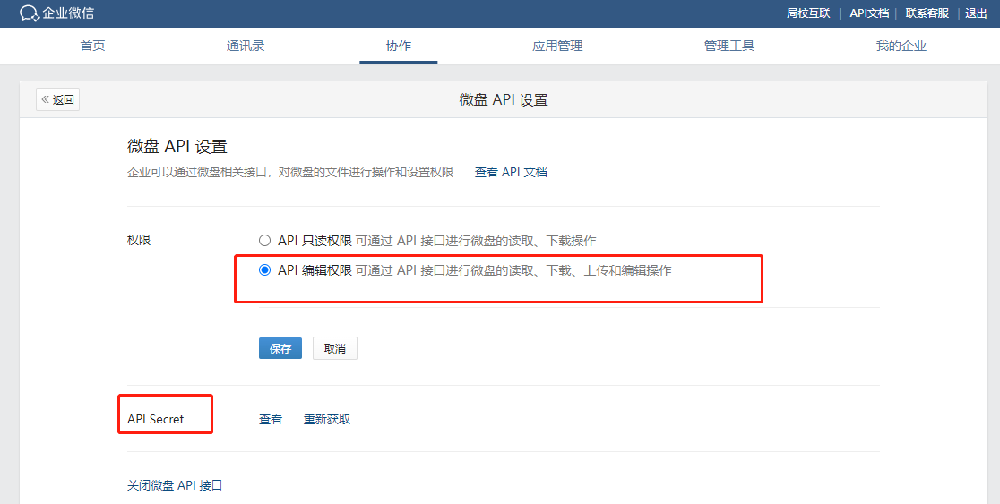 企业微信
局校互联 | API文档 | 联系客服 | 退出
首页 通讯录 协作 应用管理 管理工具 我的企业
« 返回 微盘 API 设置
微盘 API 设置
企业可以通过微盘相关接口，对微盘的文件进行操作和设置权限 查看 API 文档
权限 API 只读权限 可通过 API 接口进行微盘的读取、下载操作
API 编辑权限 可通过 API 接口进行微盘的读取、下载、上传和编辑操作
保存 取消
API Secret 查看 重新获取
关闭微盘 API 接口